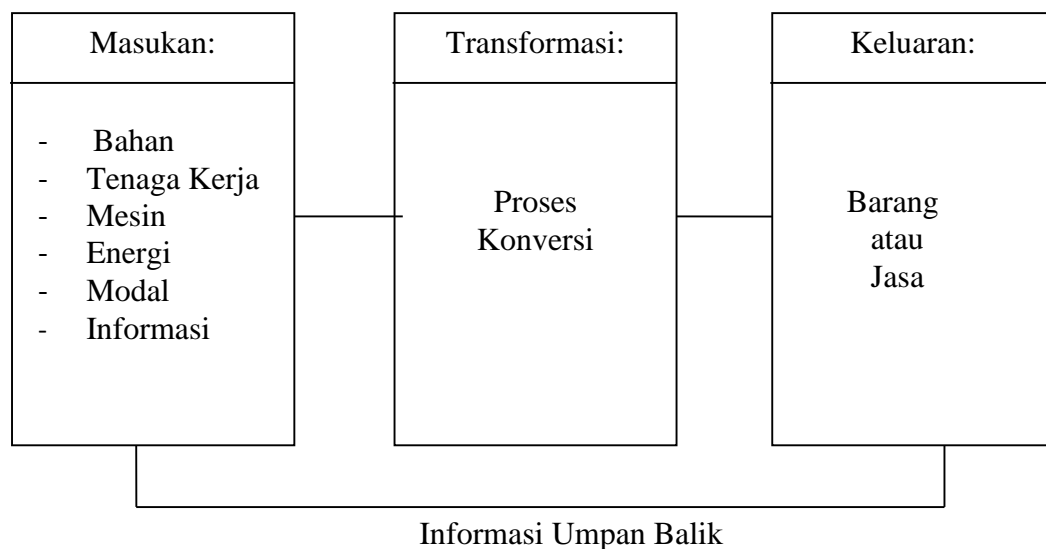 Masukan:
- Bahan
- Tenaga Kerja
- Mesin
- Energi
- Modal
- Informasi
Transformasi:
Proses
Konversi
Keluaran:
Barang
atau
Jasa
Informasi Umpan Balik